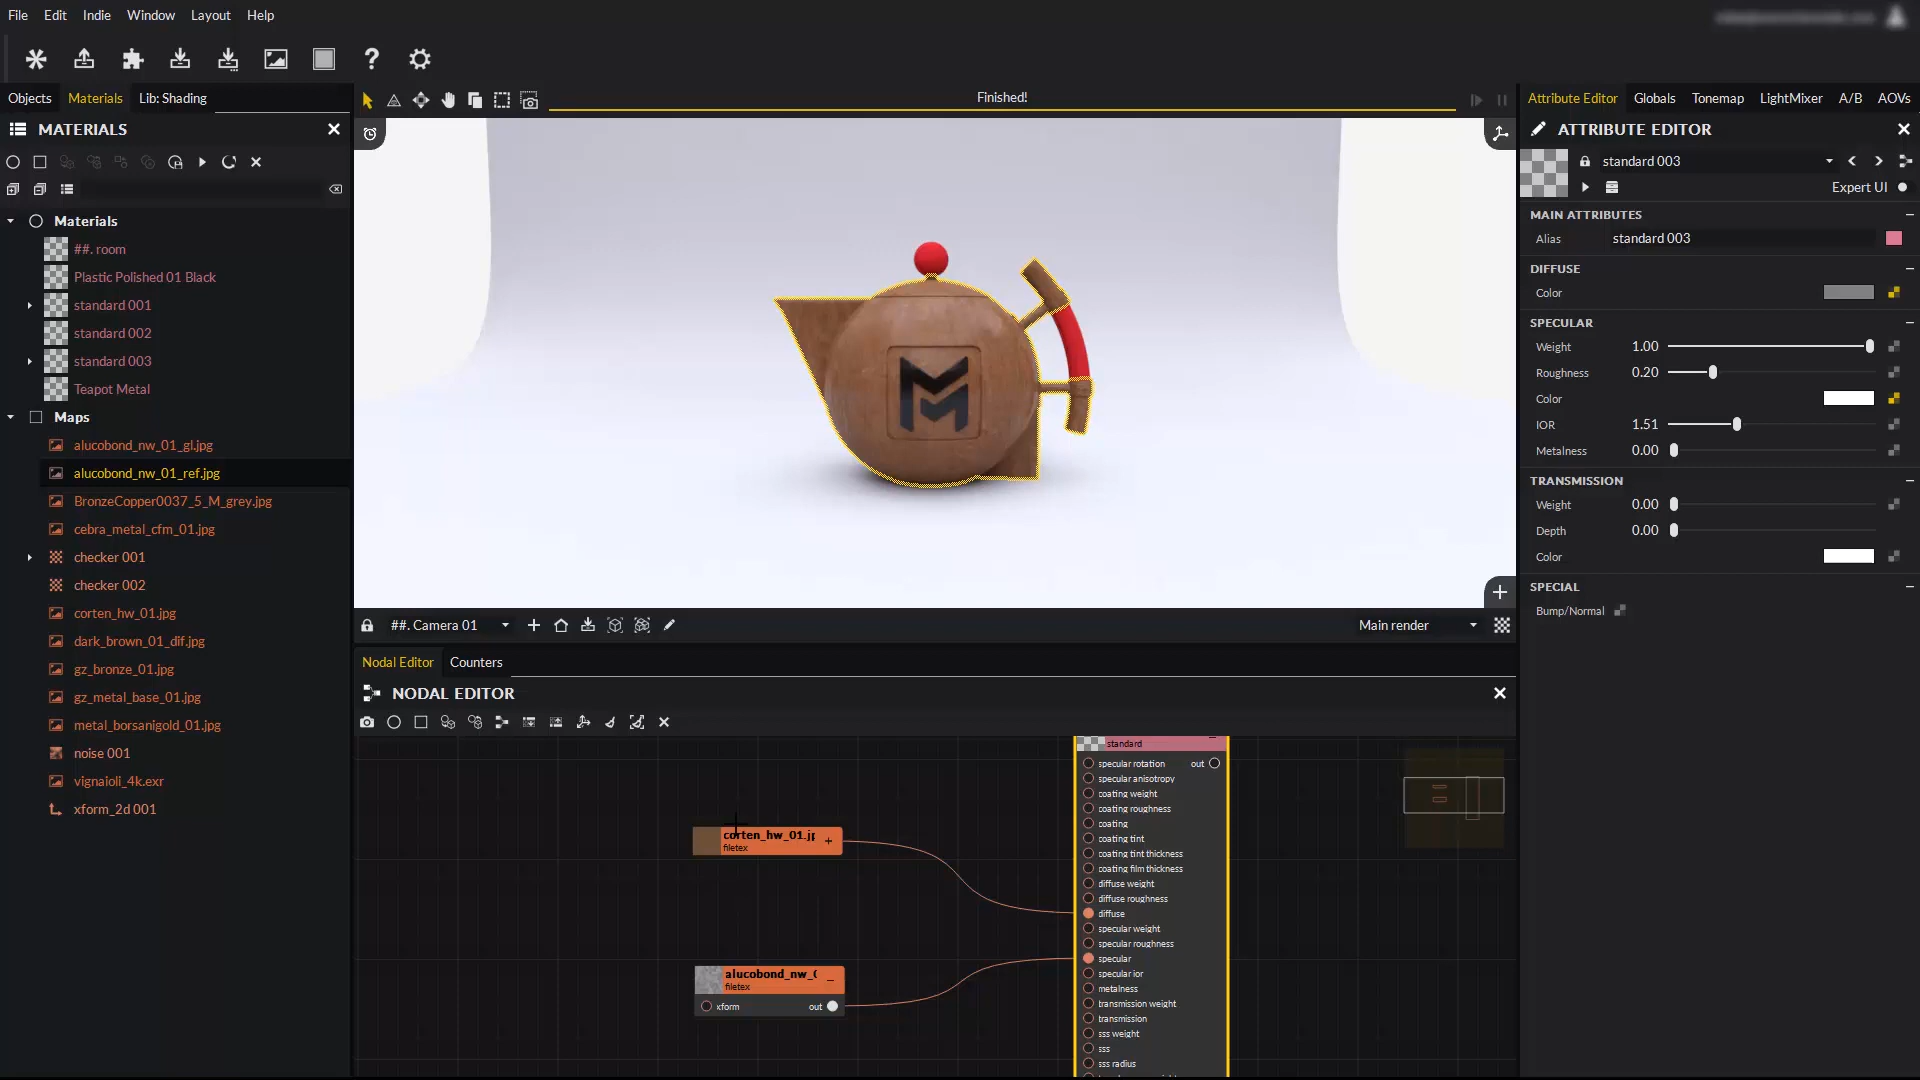 File Edit Indie Window Layout Help
Objects Materials Lib: Shading
Finished!
Attribute Editor Globals Tonemap LightMixer A/B AOVs
MATERIALS
ATTRIBUTE EDITOR
standard 003
Expert UI
Materials
##. room
Plastic Polished 01 Black
standard 001
standard 002
standard 003
Teapot Metal
Maps
alucobond_nw_01_gl.jpg
alucobond_nw_01_ref.jpg
BronzeCopper0037_5_M_grey.jpg
cebra_metal_cfm_01.jpg
checker 001
checker 002
corten_hw_01.jpg
dark_brown_01_dif.jpg
gz_bronze_01.jpg
gz_metal_base_01.jpg
metal_borsanigold_01.jpg
noise 001
vignaioli_4k.exr
xform_2d 001
MAIN ATTRIBUTES
Alias standard 003
DIFFUSE
Color
SPECULAR
Weight 1.00
Roughness 0.20
Color
IOR 1.51
Metalness 0.00
TRANSMISSION
Weight 0.00
Depth 0.00
Color
SPECIAL
Bump/Normal
##. Camera 01
Main render
Nodal Editor Counters
NODAL EDITOR
corten_hw_01.jp
filetex
alucobond_nw_0
filetex
xform out
standard
specular rotation out
specular anisotropy
coating weight
coating roughness
coating
coating tint
coating tint thickness
coating film thickness
diffuse weight
diffuse roughness
diffuse
specular weight
specular roughness
specular
specular ior
metalness
transmission weight
transmission
sss weight
sss
sss radius